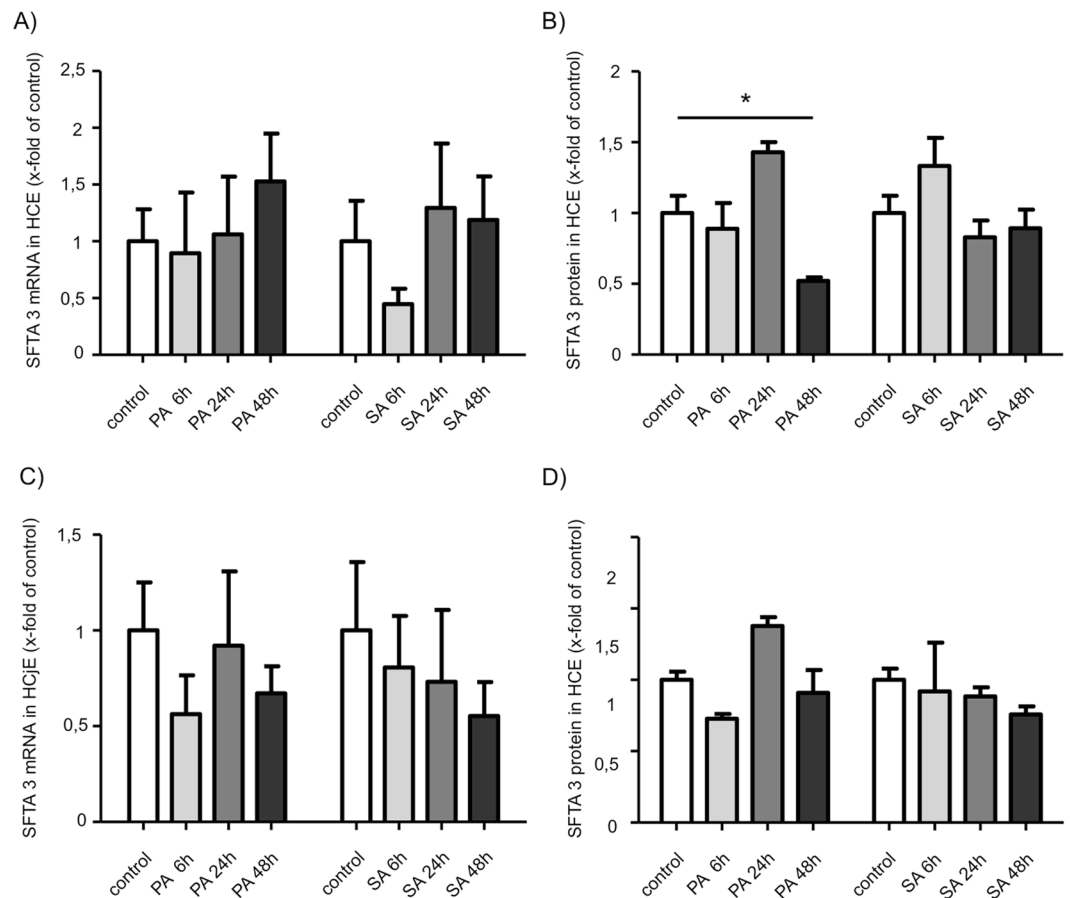 A)
SFTA 3 mRNA in HCE (x-fold of control)
2,5
2
1,5
1
0,5
0
control
PA 6h
PA 24h
PA 48h
control
SA 6h
SA 24h
SA 48h
B)
SFTA 3 protein in HCE (x-fold of control)
2
1,5
1
0,5
0
*
control
PA 6h
PA 24h
PA 48h
control
SA 6h
SA 24h
SA 48h
C)
SFTA 3 mRNA in HCjE (x-fold of control)
1,5
1
0,5
0
control
PA 6h
PA 24h
PA 48h
control
SA 6h
SA 24h
SA 48h
D)
SFTA 3 protein in HCE (x-fold of control)
2
1,5
1
0,5
0
control
PA 6h
PA 24h
PA 48h
control
SA 6h
SA 24h
SA 48h